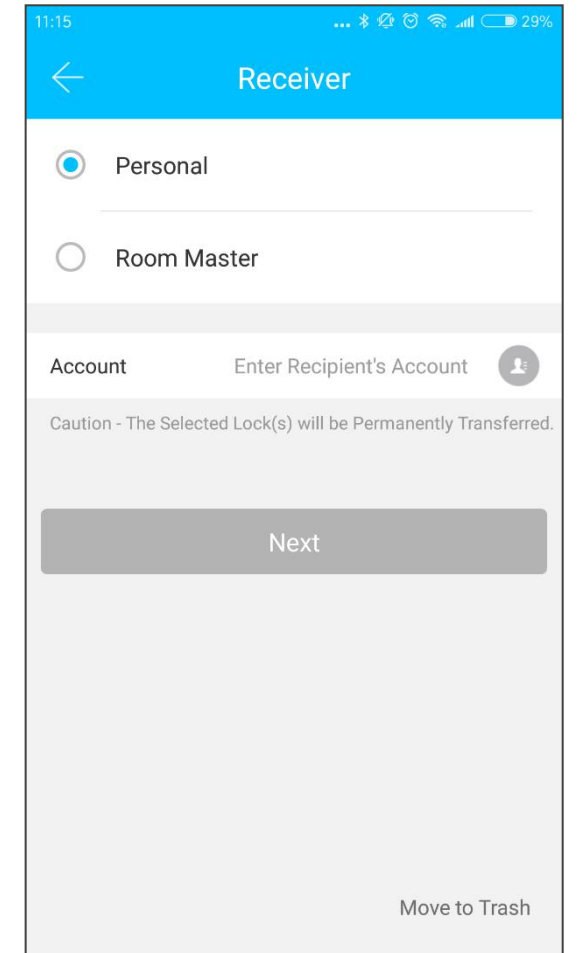 11:15
... 29%
Receiver
Personal
Room Master
Account Enter Recipient's Account
Caution - The Selected Lock(s) will be Permanently Transferred.
Next
Move to Trash